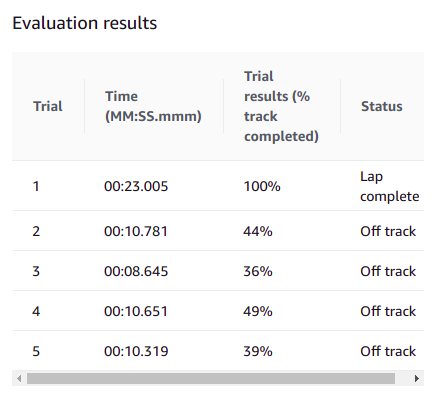 Evaluation results
Trial
Time
(MM:SS.mmm)
Trial
results (%
track
completed)
Status
1 00:23.005 100% Lap
complete
2 00:10.781 44% Off track
3 00:08.645 36% Off track
4 00:10.651 49% Off track
5 00:10.319 39% Off track